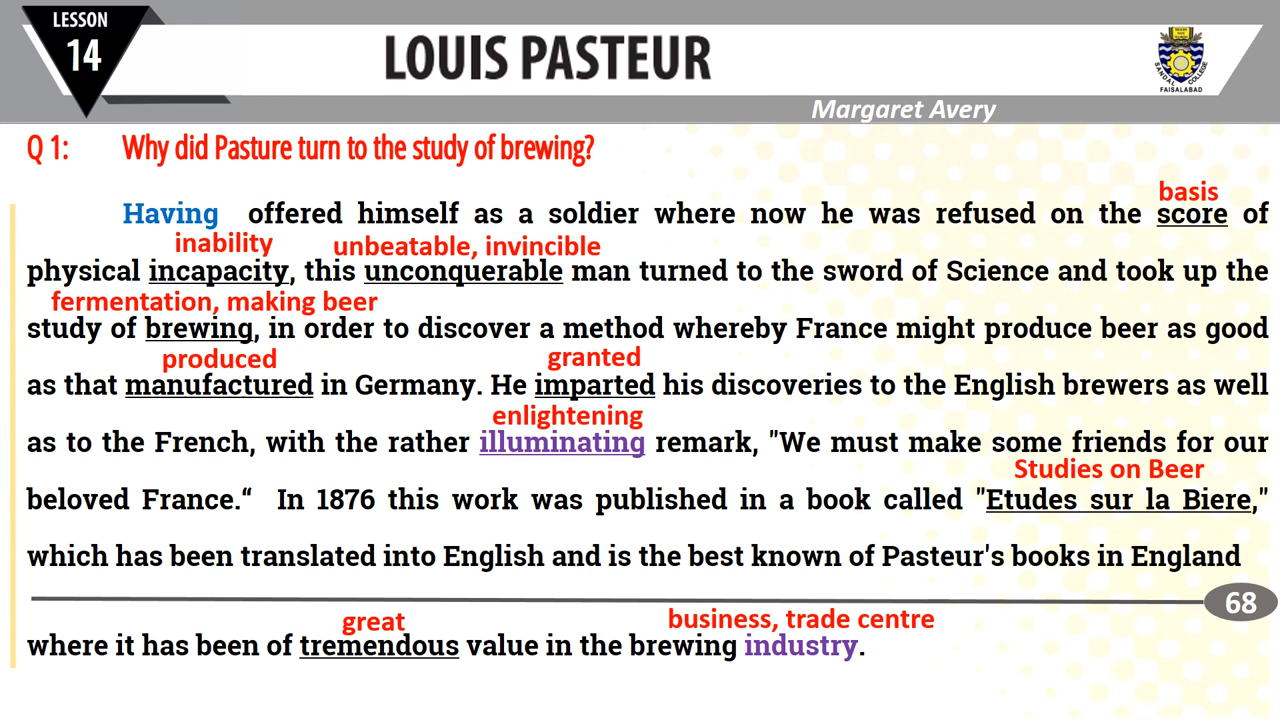 LESSON
14
LOUIS PASTEUR
SANDAL COLLEGE
FAISALABAD
Margaret Avery
Q 1: Why did Pasture turn to the study of brewing?
basis
Having offered himself as a soldier where now he was refused on the score of
inability unbeatable, invincible
physical incapacity, this unconquerable man turned to the sword of Science and took up the
fermentation, making beer
study of brewing, in order to discover a method whereby France might produce beer as good
produced granted
as that manufactured in Germany. He imparted his discoveries to the English brewers as well
enlightening
as to the French, with the rather illuminating remark, "We must make some friends for our
Studies on Beer
beloved France.“ In 1876 this work was published in a book called "Etudes sur la Biere,"
which has been translated into English and is the best known of Pasteur's books in England
68
great business, trade centre
where it has been of tremendous value in the brewing industry.